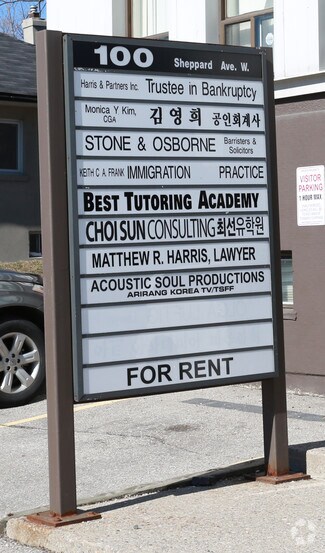 100 Sheppard Ave. W.
Harris & Partners Inc. Trustee in Bankruptcy
Monica Y Kim, CGA 김영희 공인회계사
STONE & OSBORNE Barristers & Solicitors
KEITH C A. FRANK IMMIGRATION PRACTICE
BEST TUTORING ACADEMY
CHOI SUN CONSULTING 최선유학원
MATTHEW R. HARRIS, LAWYER
ACOUSTIC SOUL PRODUCTIONS
ARIRANG KOREA TV/TSFF
FOR RENT
VISITOR
PARKING
1 HOUR MAX